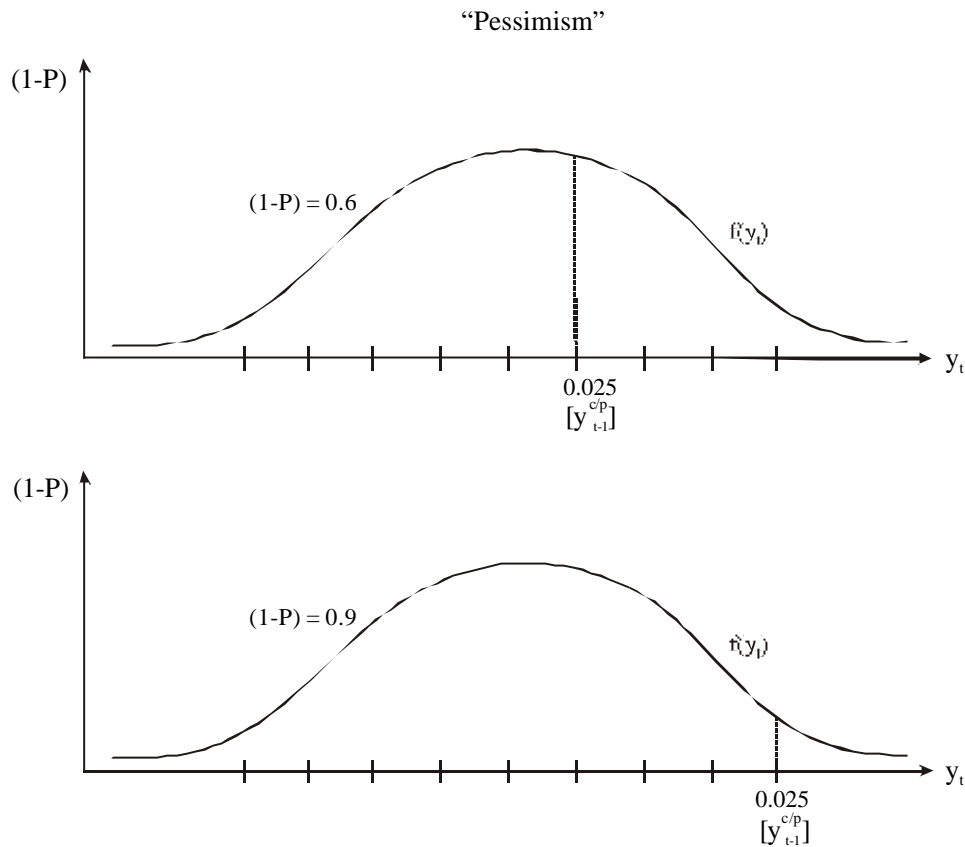 “Pessimism”
(1-P)
(1-P) = 0.6
f(y_t)
y_t
0.025
[y^{c/p}_{t-1}]
(1-P)
(1-P) = 0.9
f(y_t)
y_t
0.025
[y^{c/p}_{t-1}]